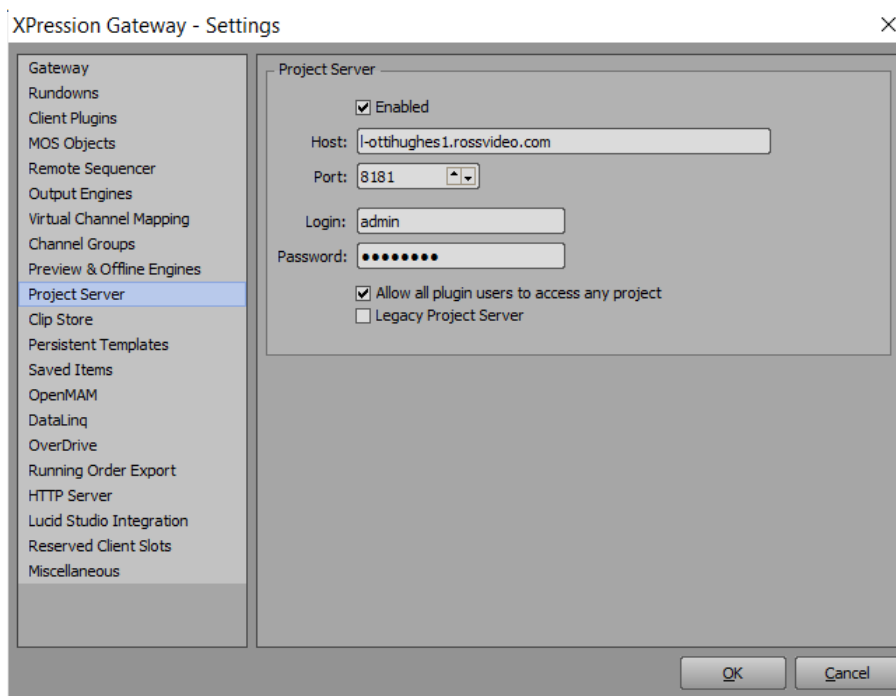 XPression Gateway - Settings
Gateway
Rundowns
Client Plugins
MOS Objects
Remote Sequencer
Output Engines
Virtual Channel Mapping
Channel Groups
Preview & Offline Engines
Project Server
Clip Store
Persistent Templates
Saved Items
OpenMAM
DataLinq
OverDrive
Running Order Export
HTTP Server
Lucid Studio Integration
Reserved Client Slots
Miscellaneous
Project Server
Enabled
Host: l-ottihughes1.rossvideo.com
Port: 8181
Login: admin
Password: ●●●●●●●●
Allow all plugin users to access any project
Legacy Project Server
OK
Cancel